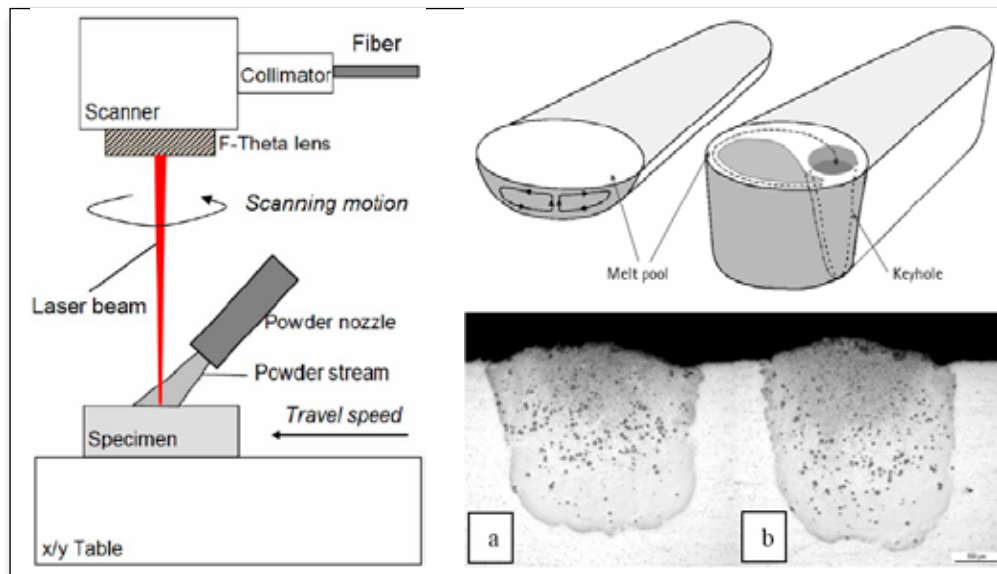 Fiber
Collimator
Scanner
F-Theta lens
Scanning motion
Laser beam
Powder nozzle
Powder stream
Travel speed
Specimen
x/y Table
Melt pool
Keyhole
a
b